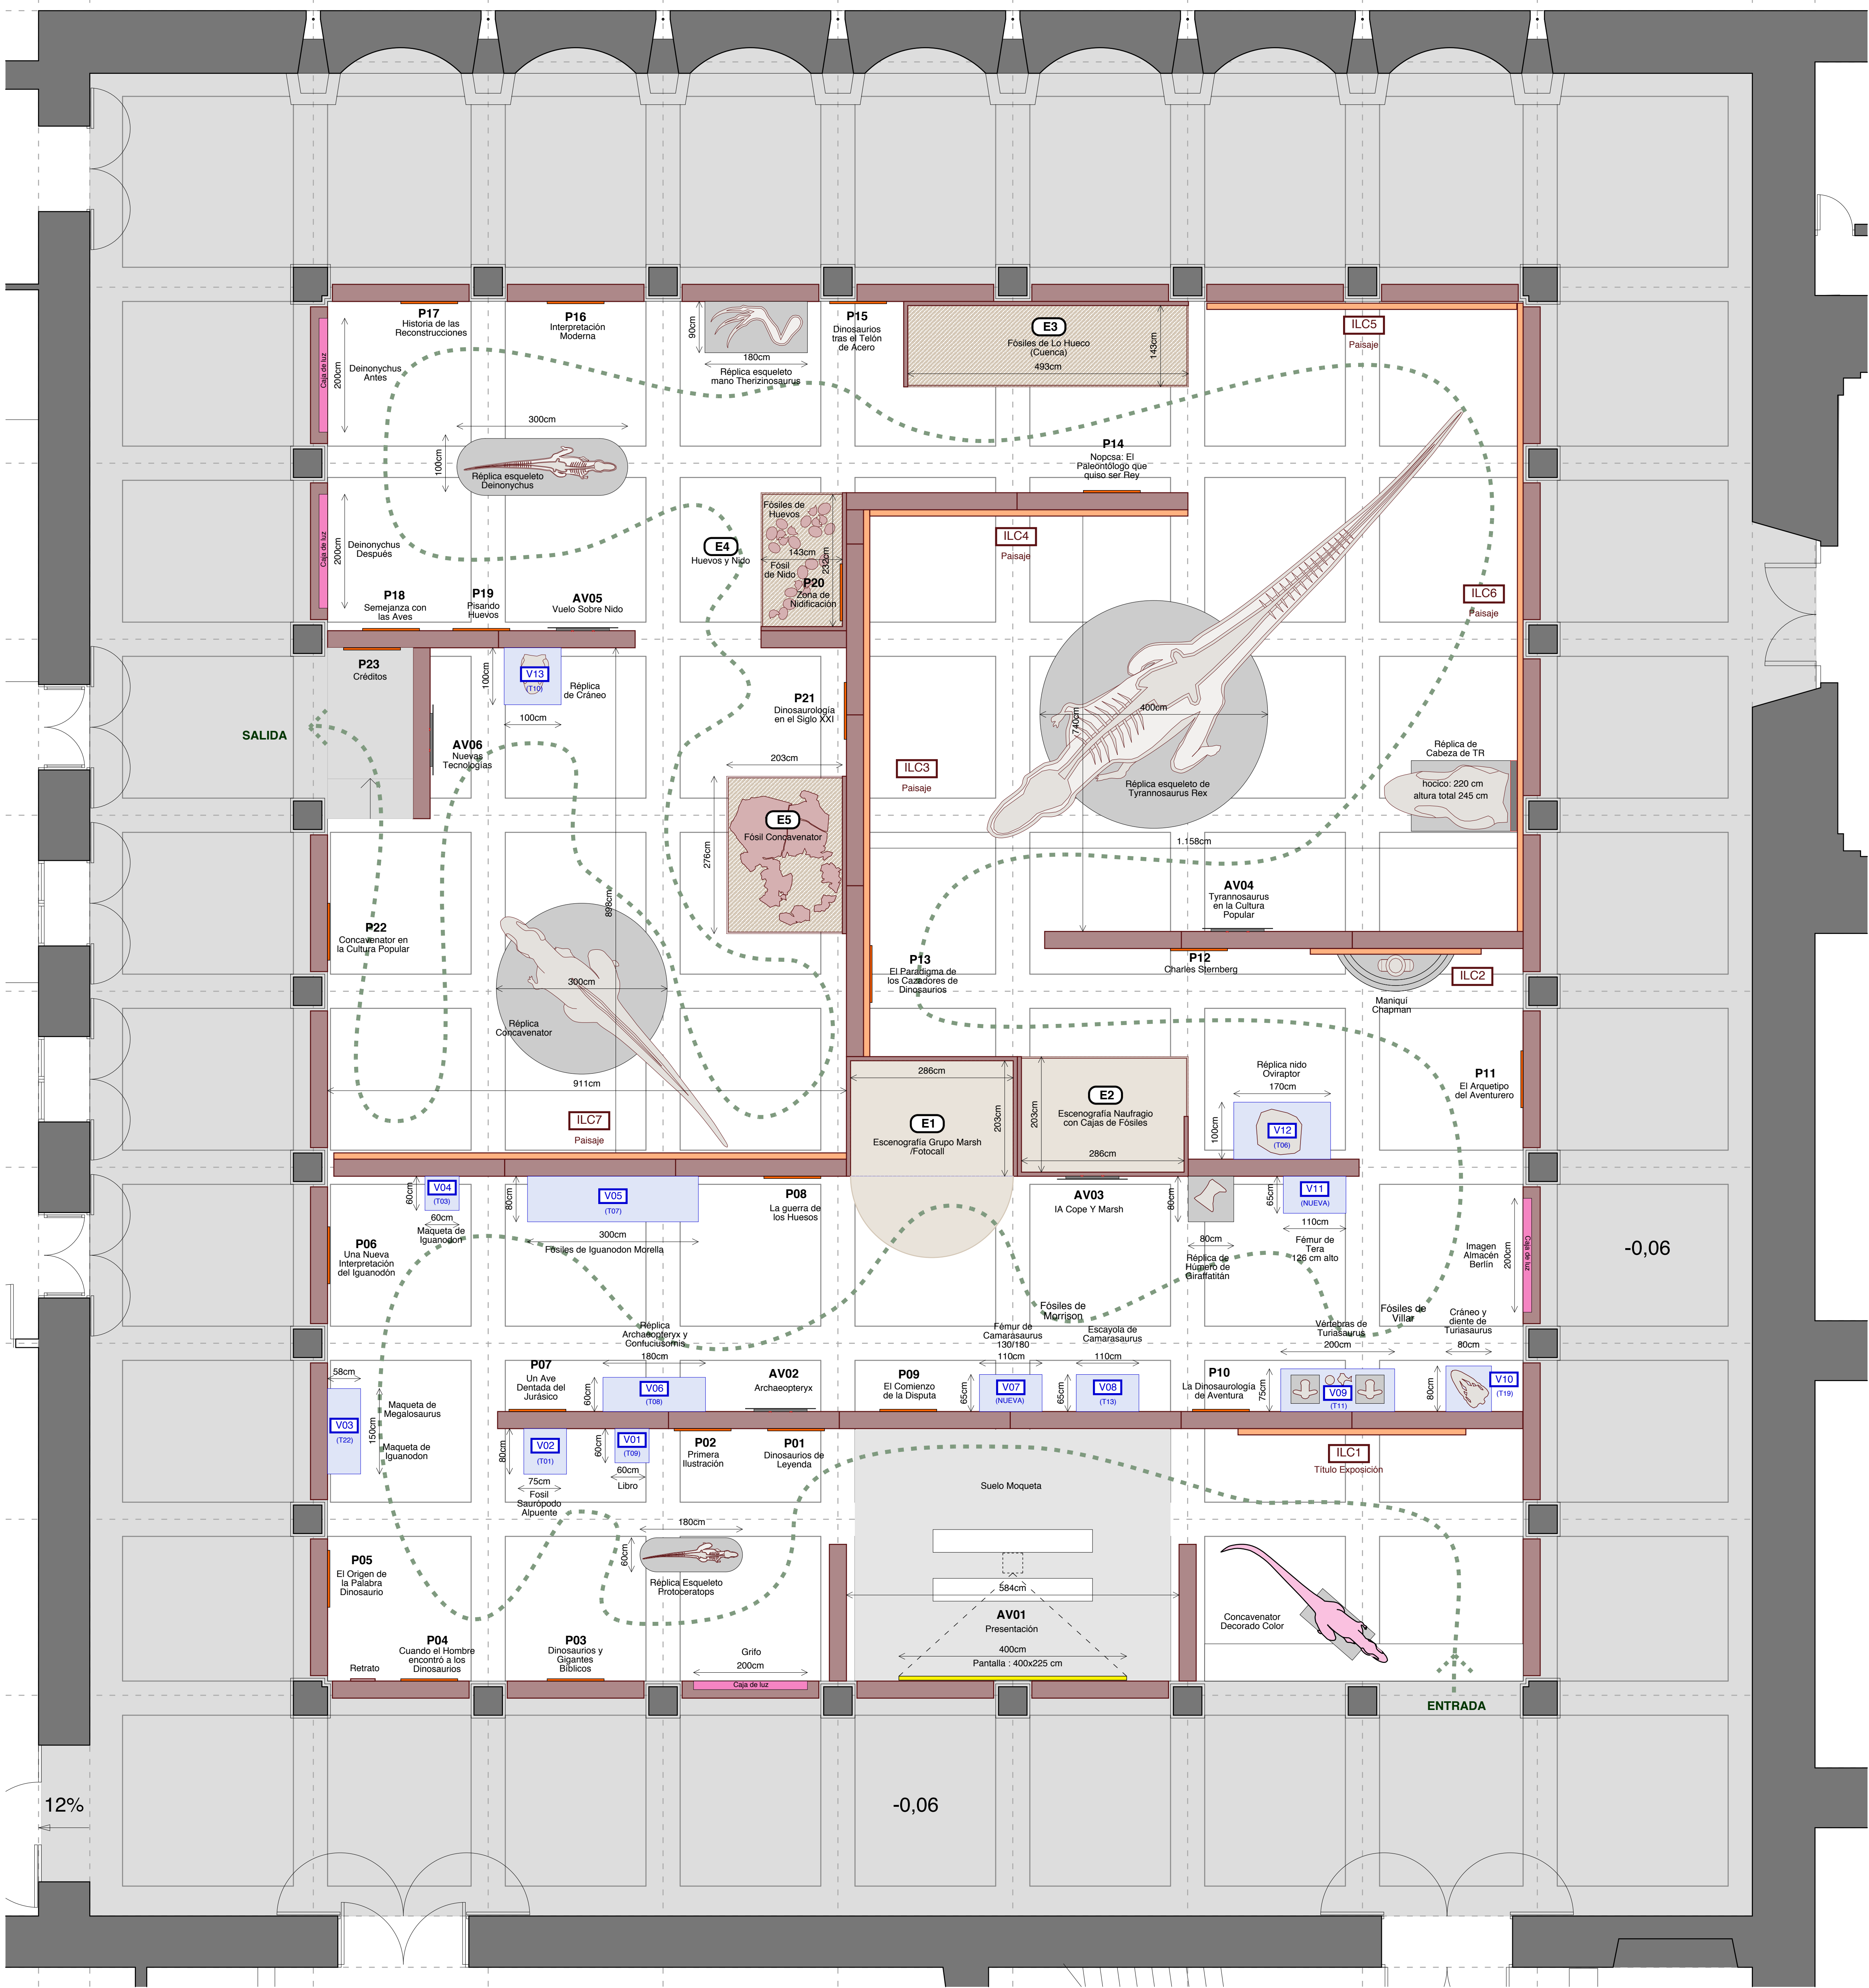 P17
Historia de las
Reconstrucciones
P16
Interpretación
Moderna
90cm
180cm
Réplica esqueleto
mano Therizinosaurus
P15
Dinosaurios
tras el Telón
de Acero
E3
Fósiles de Lo Hueco
(Cuenca)
493cm
143cm
ILC5
Paisaje
Caja de luz
200cm
Deinonychus
Antes
300cm
100cm
Réplica esqueleto
Deinonychus
P14
Nopcsa: El
Paleontólogo que
quiso ser Rey
Caja de luz
200cm
Deinonychus
Después
E4
Huevos y Nido
Fósiles de
Huevos
143cm
232cm
Fósil
de Nido
P20
Zona de
Nidificación
ILC4
Paisaje
ILC6
Paisaje
P18
Semejanza con
las Aves
P19
Pisando
Huevos
AV05
Vuelo Sobre Nido
P23
Créditos
100cm
V13
(T10)
Réplica
de Cráneo
100cm
P21
Dinosaurología
en el Siglo XXI
SALIDA
AV06
Nuevas
Tecnologías
203cm
276cm
E5
Fósil Concavenator
ILC3
Paisaje
400cm
740cm
Réplica esqueleto de
Tyrannosaurus Rex
Réplica de
Cabeza de TR
hocico: 220 cm
altura total 245 cm
1.158cm
898cm
AV04
Tyrannosaurus
en la Cultura
Popular
P22
Concavenator en
la Cultura Popular
300cm
Réplica
Concavenator
P13
El Paradigma de
los Cazadores de
Dinosaurios
P12
Charles Sternberg
ILC2
Maniquí
Chapman
911cm
ILC7
Paisaje
286cm
203cm
E1
Escenografía Grupo Marsh
/Fotocall
203cm
E2
Escenografía Naufragio
con Cajas de Fósiles
286cm
Réplica nido
Oviraptor
170cm
100cm
V12
(T06)
P11
El Arquetipo
del Aventurero
60cm
V04
(T03)
60cm
Maqueta de
Iguanodon
80cm
V05
(T07)
300cm
Fósiles de Iguanodon Morella
P08
La guerra de
los Huesos
AV03
IA Cope Y Marsh
80cm
80cm
Réplica de
Húmero de
Giraffatitán
65cm
V11
(NUEVA)
110cm
Fémur de
Tera
126 cm alto
Imagen
Almacén
Berlín
200cm
Caja de luz
-0,06
P06
Una Nueva
Interpretación
del Iguanodón
Réplica
Archaeopteryx y
Confuciusornis
180cm
Fósiles de
Morrison
Fémur de
Camarasaurus
130/180
110cm
Escayola de
Camarasaurus
110cm
Fósiles de
Villar
Vértebras de
Turiasaurus
200cm
Cráneo y
diente de
Turiasaurus
80cm
58cm
P07
Un Ave
Dentada del
Jurásico
60cm
V06
(T08)
AV02
Archaeopteryx
P09
El Comienzo
de la Disputa
65cm
V07
(NUEVA)
65cm
V08
(T13)
P10
La Dinosaurología
de Aventura
75cm
V09
(T11)
80cm
V10
(T19)
V03
(T22)
150cm
Maqueta de
Megalosaurus
Maqueta de
Iguanodon
80cm
V02
(T01)
75cm
Fosil
Saurópodo
Alpuente
60cm
V01
(T09)
60cm
Libro
P02
Primera
Ilustración
P01
Dinosaurios de
Leyenda
ILC1
Título Exposición
Suelo Moqueta
180cm
60cm
Réplica Esqueleto
Protoceratops
P05
El Origen de
la Palabra
Dinosaurio
584cm
AV01
Presentación
400cm
Pantalla : 400x225 cm
Concavenator
Decorado Color
P04
Cuando el Hombre
encontró a los
Dinosaurios
Retrato
P03
Dinosaurios y
Gigantes
Bíblicos
Grifo
200cm
Caja de luz
ENTRADA
12%
-0,06